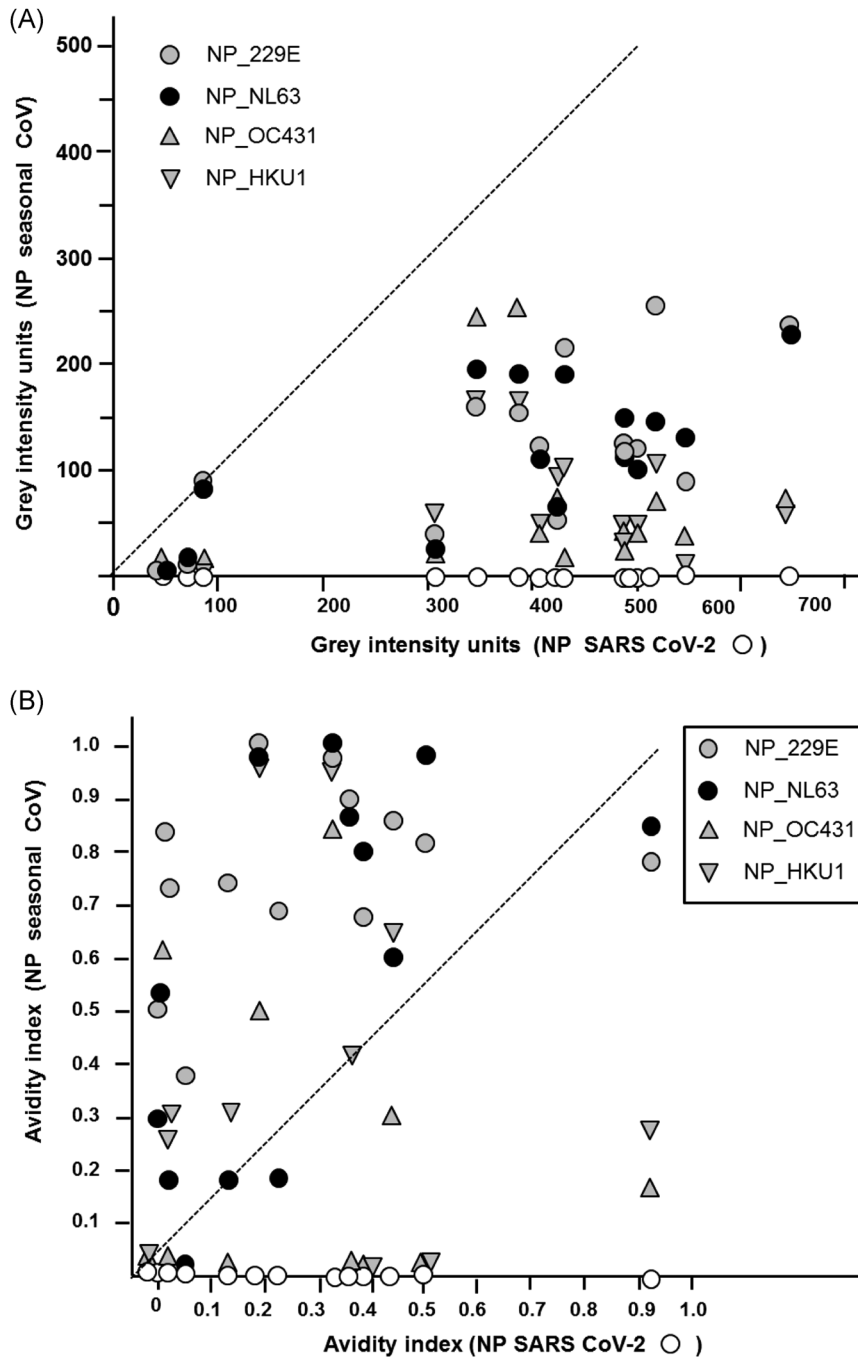 (A)
500
400
300
200
100
Grey intensity units (NP seasonal CoV)
NP_229E
NP_NL63
NP_OC431
NP_HKU1
0
100
200
300
400
500
600
700
Grey intensity units (NP SARS CoV-2 )
(B)
1.0
0.9
0.8
0.7
0.6
0.5
0.4
0.3
0.2
0.1
Avidity index (NP seasonal CoV)
NP_229E
NP_NL63
NP_OC431
NP_HKU1
0
0.1
0.2
0.3
0.4
0.5
0.6
0.7
0.8
0.9
1.0
Avidity index (NP SARS CoV-2 )